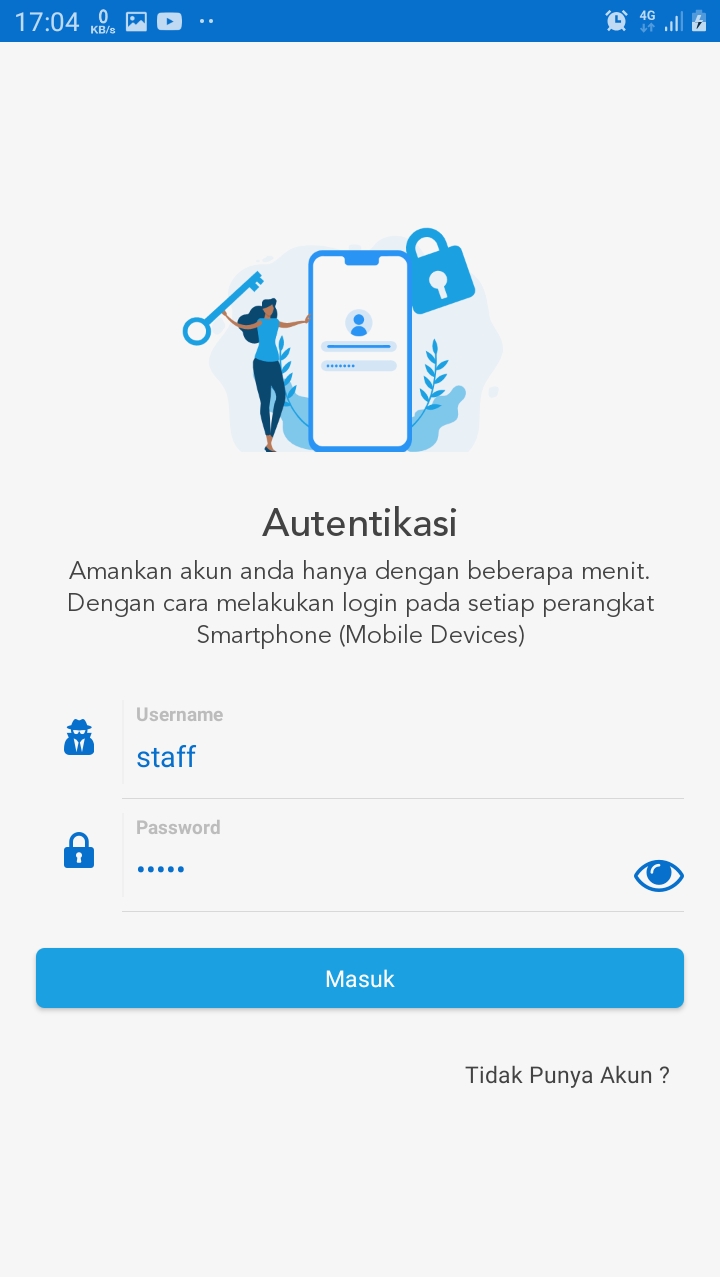 17:04 0 KB/s 4G
Autentikasi
Amankan akun anda hanya dengan beberapa menit.
Dengan cara melakukan login pada setiap perangkat
Smartphone (Mobile Devices)
Username
staff
Password
•••••
Masuk
Tidak Punya Akun ?